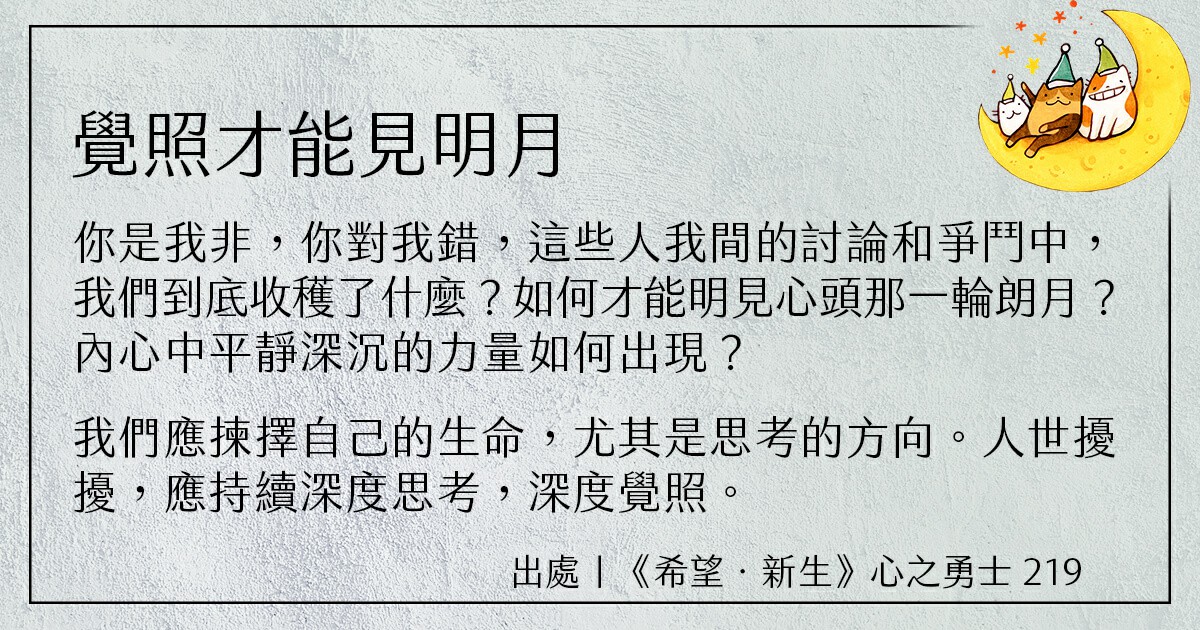 覺照才能見明月
你是我非，你對我錯，這些人我間的討論和爭鬥中，
我們到底收穫了什麼？如何才能明見心頭那一輪朗月？
內心中平靜深沉的力量如何出現？
我們應揀擇自己的生命，尤其是思考的方向。人世擾
擾，應持續深度思考，深度覺照。
出處｜《希望．新生》心之勇士 219